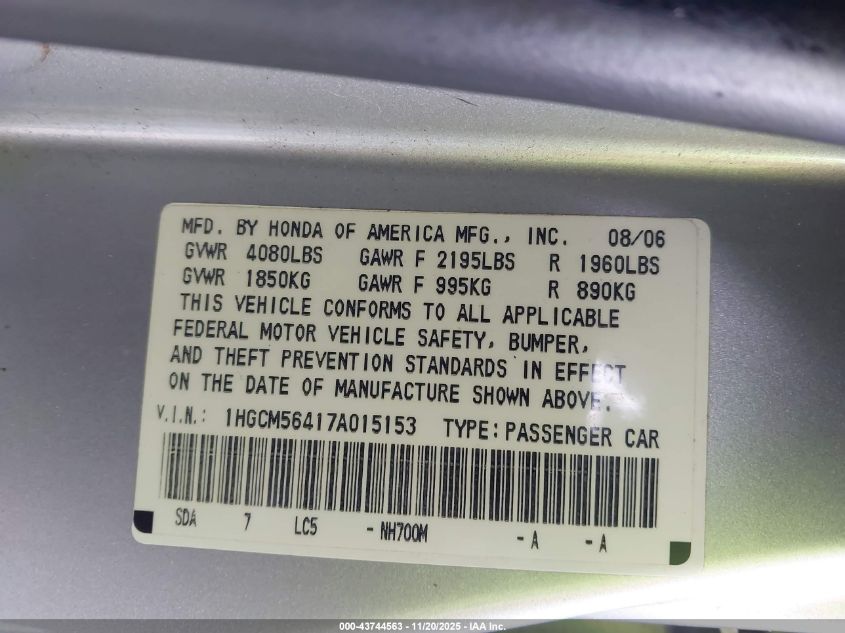 MFD. BY HONDA OF AMERICA MFG., INC. 08/06
GVWR 4080LBS GAWR F 2195LBS R 1960LBS
GVWR 1850KG GAWR F 995KG R 890KG
THIS VEHICLE CONFORMS TO ALL APPLICABLE
FEDERAL MOTOR VEHICLE SAFETY, BUMPER,
AND THEFT PREVENTION STANDARDS IN EFFECT
ON THE DATE OF MANUFACTURE SHOWN ABOVE.
V.I.N.: 1HGCM56417A015153 TYPE: PASSENGER CAR
SDA 7 LC5 - NH700M - A - A
000-43744563 - 11/20/2025 - IAA Inc.